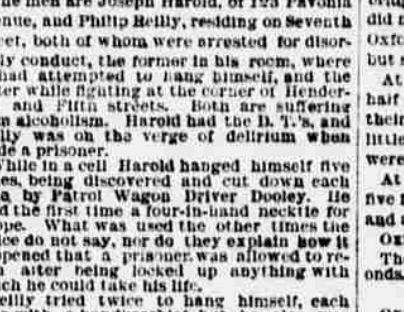 he men are Joseph Harold, of 123 Pavonia
nue, and Philip Reilly, residing on Seventh
eet, both of whom were arrested for disor-
ly conduct, the former in his room, where
had attempted to hang himself, and the
ter while fighting at the corner of Hender-
and Fifth streets. Both are suffering
m alcoholism. Harold had the D. T.'s, and
lly was on the verge of delirium when
de a prisoner.
While in a cell Harold hanged himself five
es, being discovered and cut down each
e by Patrol Wagon Driver Dooley. He
d the first time a four-in-hand necktie for
ope. What was used the other times the
ice do not say, nor do they explain how it
pened that a prisoner was allowed to re-
n after being locked up anything with
ch he could take his life.
eilly tried twice to hang himself, each
did n
Oxfo
but s
At
half
their
little
were
At
five f
and a
Ox
Th
onds.